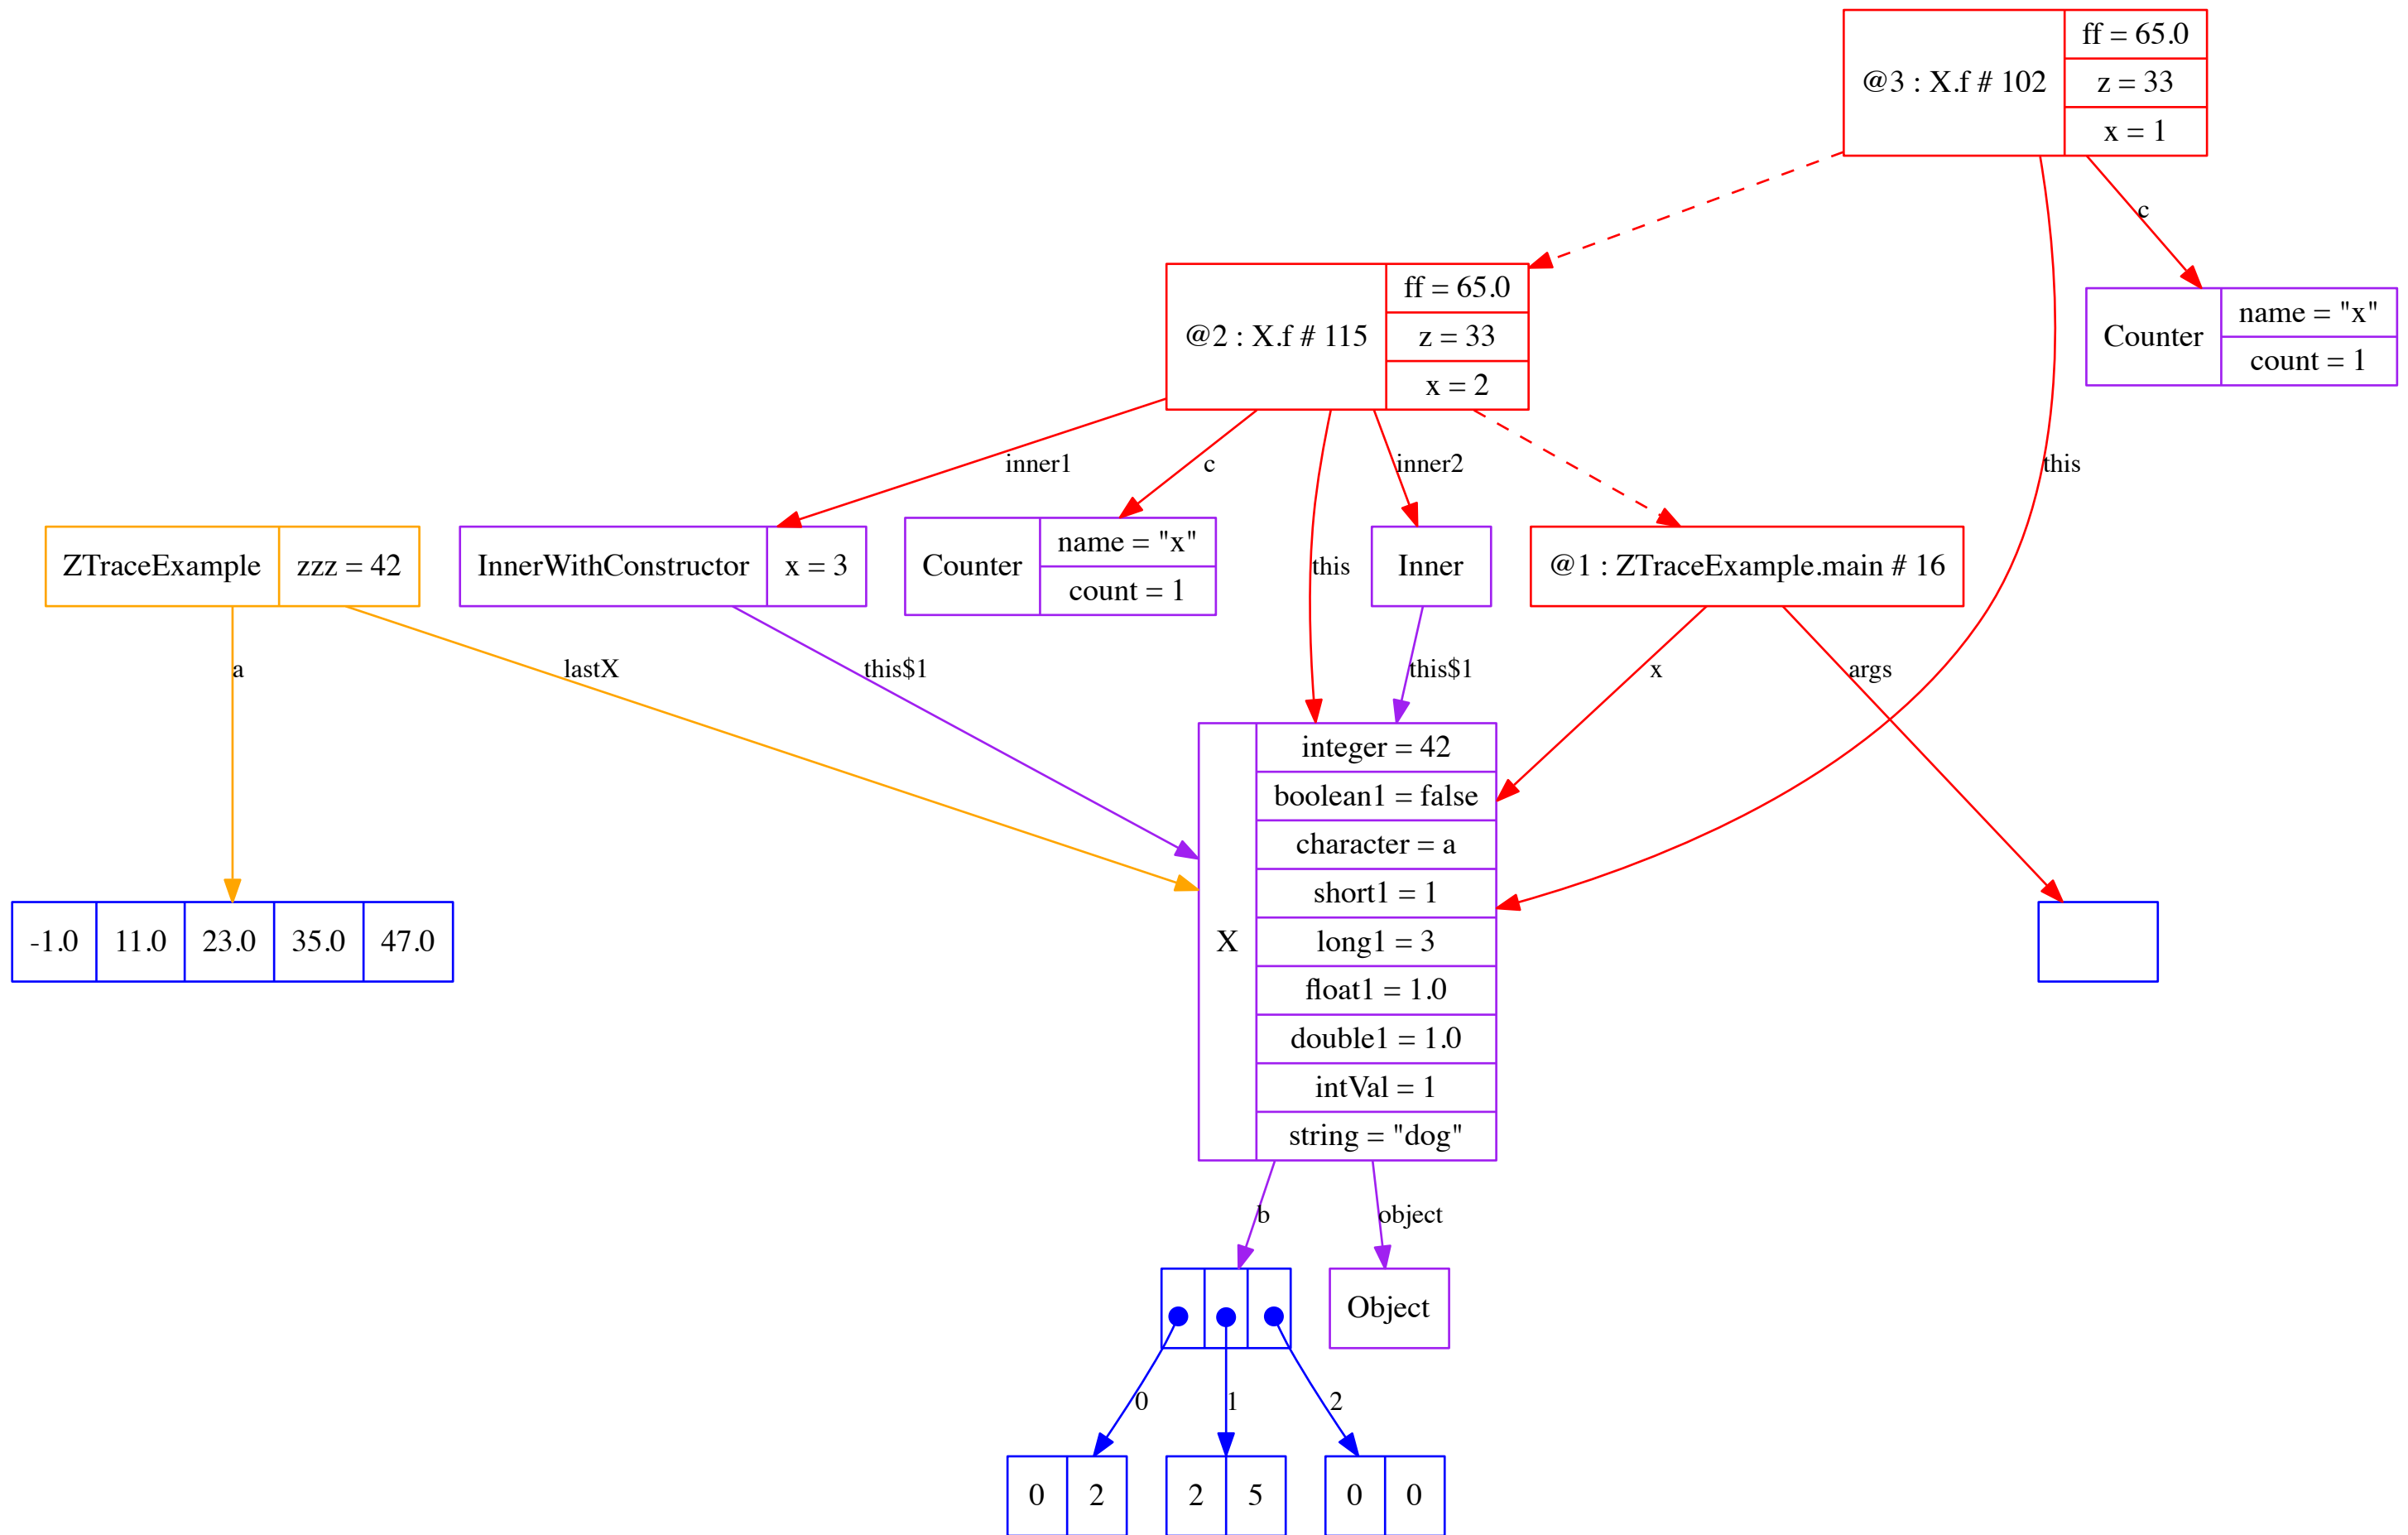 @3 : X.f # 102
ff = 65.0
z = 33
x = 1
c
@2 : X.f # 115
ff = 65.0
z = 33
x = 2
Counter
name = "x"
count = 1
inner1
c
inner2
this
ZTraceExample
zzz = 42
InnerWithConstructor
x = 3
Counter
name = "x"
count = 1
this
Inner
@1 : ZTraceExample.main # 16
a
lastX
this$1
this$1
x
args
X
integer = 42
boolean1 = false
character = a
short1 = 1
long1 = 3
float1 = 1.0
double1 = 1.0
intVal = 1
string = "dog"
-1.0
11.0
23.0
35.0
47.0
b
object
Object
0
1
2
0
2
2
5
0
0